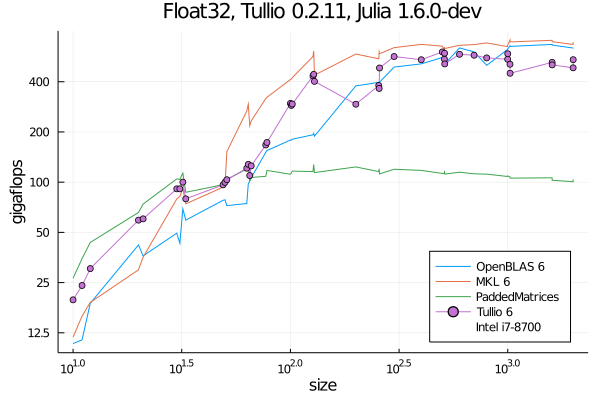 Float32, Tullio 0.2.11, Julia 1.6.0-dev
gigaflops
400
200
100
50
25
12.5
10^1.0
10^1.5
10^2.0
10^2.5
10^3.0
size
OpenBLAS 6
MKL 6
PaddedMatrices
Tullio 6
Intel i7-8700